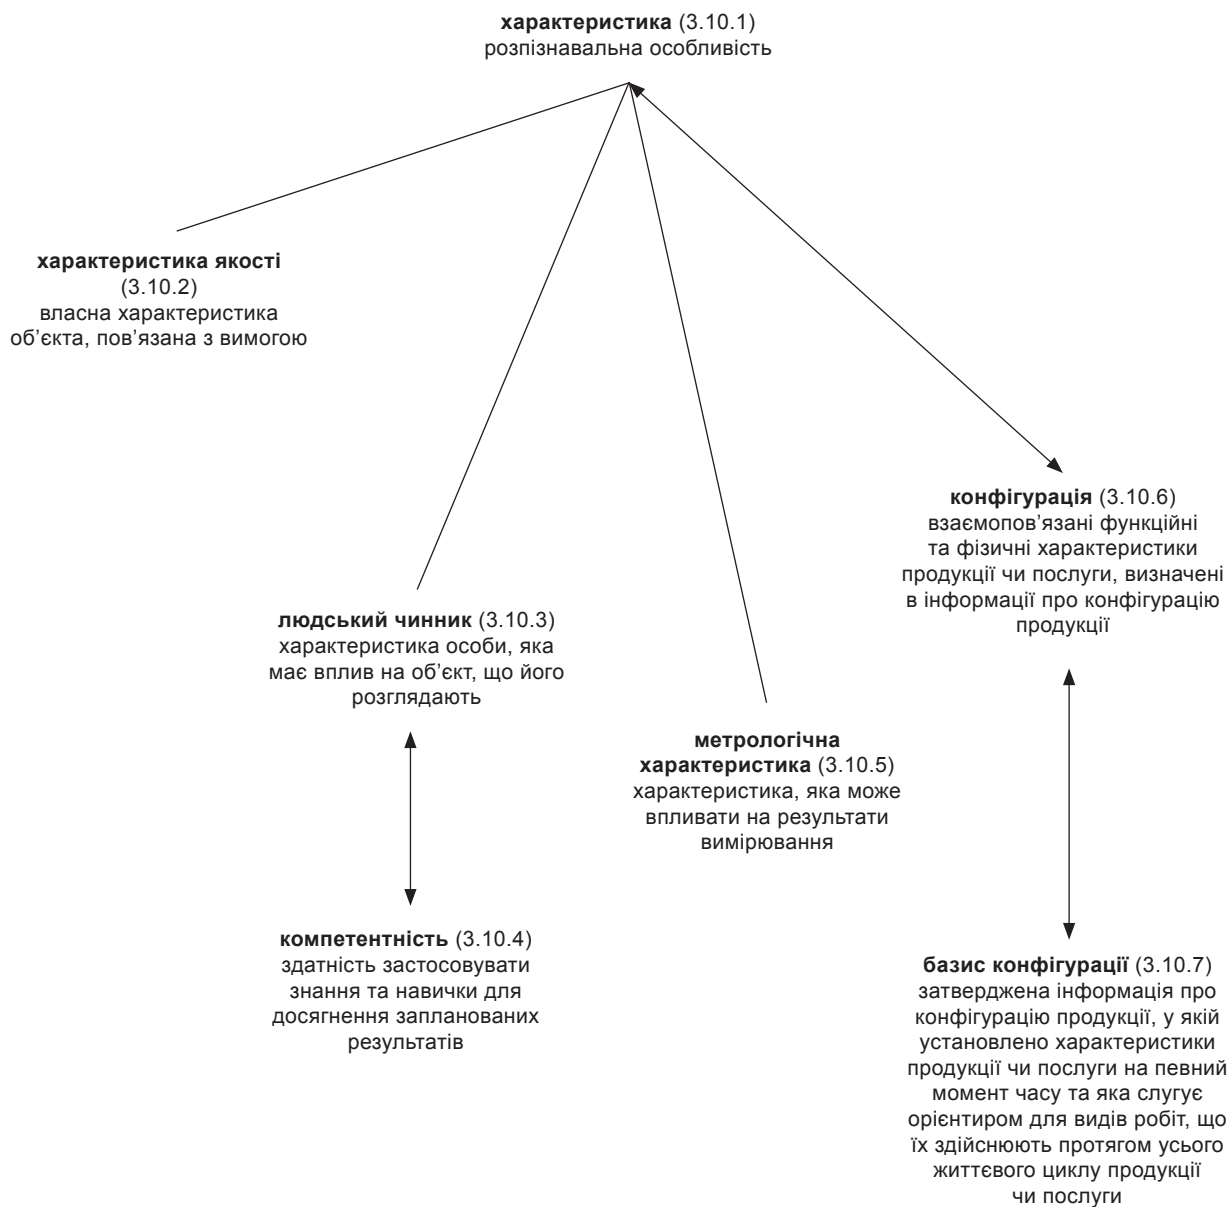 характеристика (3.10.1)
розпізнавальна особливість
характеристика якості
(3.10.2)
власна характеристика
об’єкта, пов’язана з вимогою
конфігурація (3.10.6)
взаємопов’язані функційні
та фізичні характеристики
продукції чи послуги, визначені
в інформації про конфігурацію
продукції
людський чинник (3.10.3)
характеристика особи, яка
має вплив на об’єкт, що його
розглядають
метрологічна
характеристика (3.10.5)
характеристика, яка може
впливати на результати
вимірювання
компетентність (3.10.4)
здатність застосовувати
знання та навички для
досягнення запланованих
результатів
базис конфігурації (3.10.7)
затверджена інформація про
конфігурацію продукції, у якій
установлено характеристики
продукції чи послуги на певний
момент часу та яка слугує
орієнтиром для видів робіт, що
їх здійснюють протягом усього
життєвого циклу продукції
чи послуги